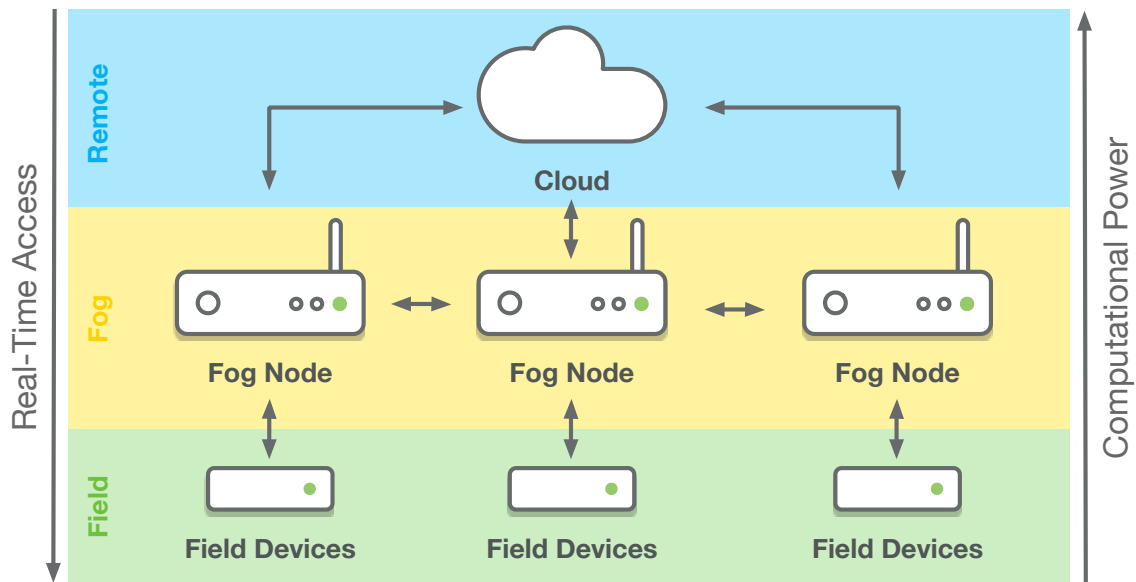 Real-Time Access
Remote
Cloud
Computational Power
Fog
Fog Node
Fog Node
Fog Node
Field
Field Devices
Field Devices
Field Devices